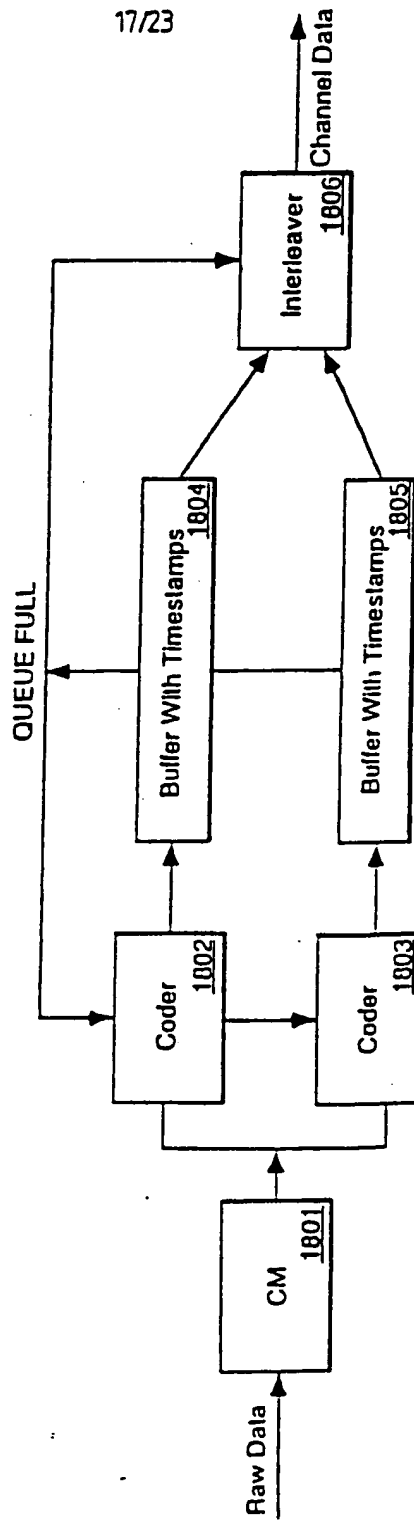 17/23
QUEUE FULL
Raw Data
CM
1801
Coder
1802
Coder
1803
Buffer With Timestamps
1804
Buffer With Timestamps
1805
Interleaver
1806
Channel Data